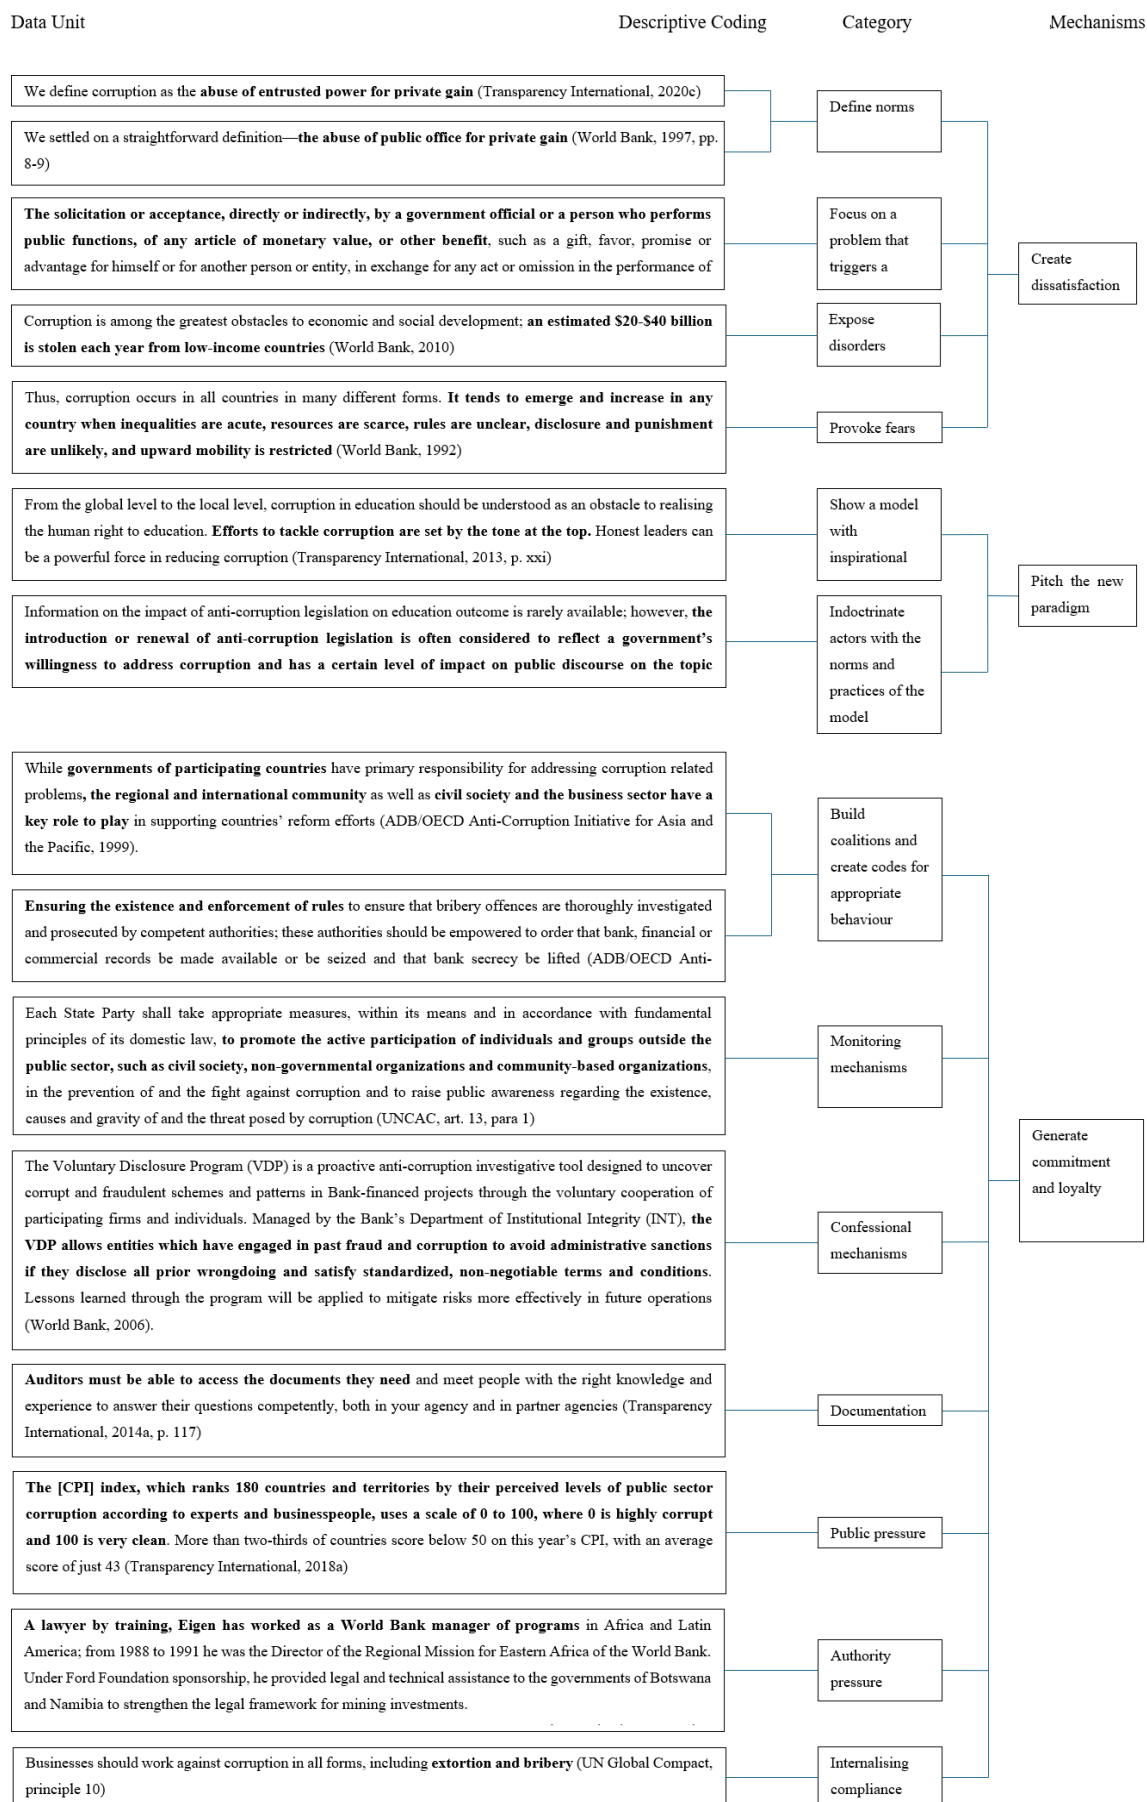 Data Unit
Descriptive Coding
Category
Mechanisms
We define corruption as the abuse of entrusted power for private gain (Transparency International, 2020c)
We settled on a straightforward definition—the abuse of public office for private gain (World Bank, 1997, pp.
8-9)
Define norms
The solicitation or acceptance, directly or indirectly, by a government official or a person who performs
public functions, of any article of monetary value, or other benefit, such as a gift, favor, promise or
advantage for himself or for another person or entity, in exchange for any act or omission in the performance of
Focus on a
problem that
triggers a
Corruption is among the greatest obstacles to economic and social development; an estimated $20-$40 billion
is stolen each year from low-income countries (World Bank, 2010)
Expose
disorders
Thus, corruption occurs in all countries in many different forms. It tends to emerge and increase in any
country when inequalities are acute, resources are scarce, rules are unclear, disclosure and punishment
are unlikely, and upward mobility is restricted (World Bank, 1992)
Provoke fears
Create
dissatisfaction
From the global level to the local level, corruption in education should be understood as an obstacle to realising
the human right to education. Efforts to tackle corruption are set by the tone at the top. Honest leaders can
be a powerful force in reducing corruption (Transparency International, 2013, p. xxi)
Show a model
with
inspirational
Information on the impact of anti-corruption legislation on education outcome is rarely available; however, the
introduction or renewal of anti-corruption legislation is often considered to reflect a government's
willingness to address corruption and has a certain level of impact on public discourse on the topic
Indoctrinate
actors with the
norms and
practices of the
model
Pitch the new
paradigm
While governments of participating countries have primary responsibility for addressing corruption related
problems, the regional and international community as well as civil society and the business sector have a
key role to play in supporting countries' reform efforts (ADB/OECD Anti-Corruption Initiative for Asia and
the Pacific, 1999).
Ensuring the existence and enforcement of rules to ensure that bribery offences are thoroughly investigated
and prosecuted by competent authorities; these authorities should be empowered to order that bank, financial or
commercial records be made available or be seized and that bank secrecy be lifted (ADB/OECD Anti-
Build
coalitions and
create codes for
appropriate
behaviour
Each State Party shall take appropriate measures, within its means and in accordance with fundamental
principles of its domestic law, to promote the active participation of individuals and groups outside the
public sector, such as civil society, non-governmental organizations and community-based organizations,
in the prevention of and the fight against corruption and to raise public awareness regarding the existence,
causes and gravity of and the threat posed by corruption (UNCAC, art. 13, para 1)
Monitoring
mechanisms
The Voluntary Disclosure Program (VDP) is a proactive anti-corruption investigative tool designed to uncover
corrupt and fraudulent schemes and patterns in Bank-financed projects through the voluntary cooperation of
participating firms and individuals. Managed by the Bank's Department of Institutional Integrity (INT), the
VDP allows entities which have engaged in past fraud and corruption to avoid administrative sanctions
if they disclose all prior wrongdoing and satisfy standardized, non-negotiable terms and conditions.
Lessons learned through the program will be applied to mitigate risks more effectively in future operations
(World Bank, 2006).
Confessional
mechanisms
Generate
commitment
and loyalty
Auditors must be able to access the documents they need and meet people with the right knowledge and
experience to answer their questions competently, both in your agency and in partner agencies (Transparency
International, 2014a, p. 117)
Documentation
The [CPI] index, which ranks 180 countries and territories by their perceived levels of public sector
corruption according to experts and businesspeople, uses a scale of 0 to 100, where 0 is highly corrupt
and 100 is very clean. More than two-thirds of countries score below 50 on this year's CPI, with an average
score of just 43 (Transparency International, 2018a)
Public pressure
A lawyer by training, Eigen has worked as a World Bank manager of programs in Africa and Latin
America; from 1988 to 1991 he was the Director of the Regional Mission for Eastern Africa of the World Bank.
Under Ford Foundation sponsorship, he provided legal and technical assistance to the governments of Botswana
and Namibia to strengthen the legal framework for mining investments.
Authority
pressure
Businesses should work against corruption in all forms, including extortion and bribery (UN Global Compact,
principle 10)
Internalising
compliance